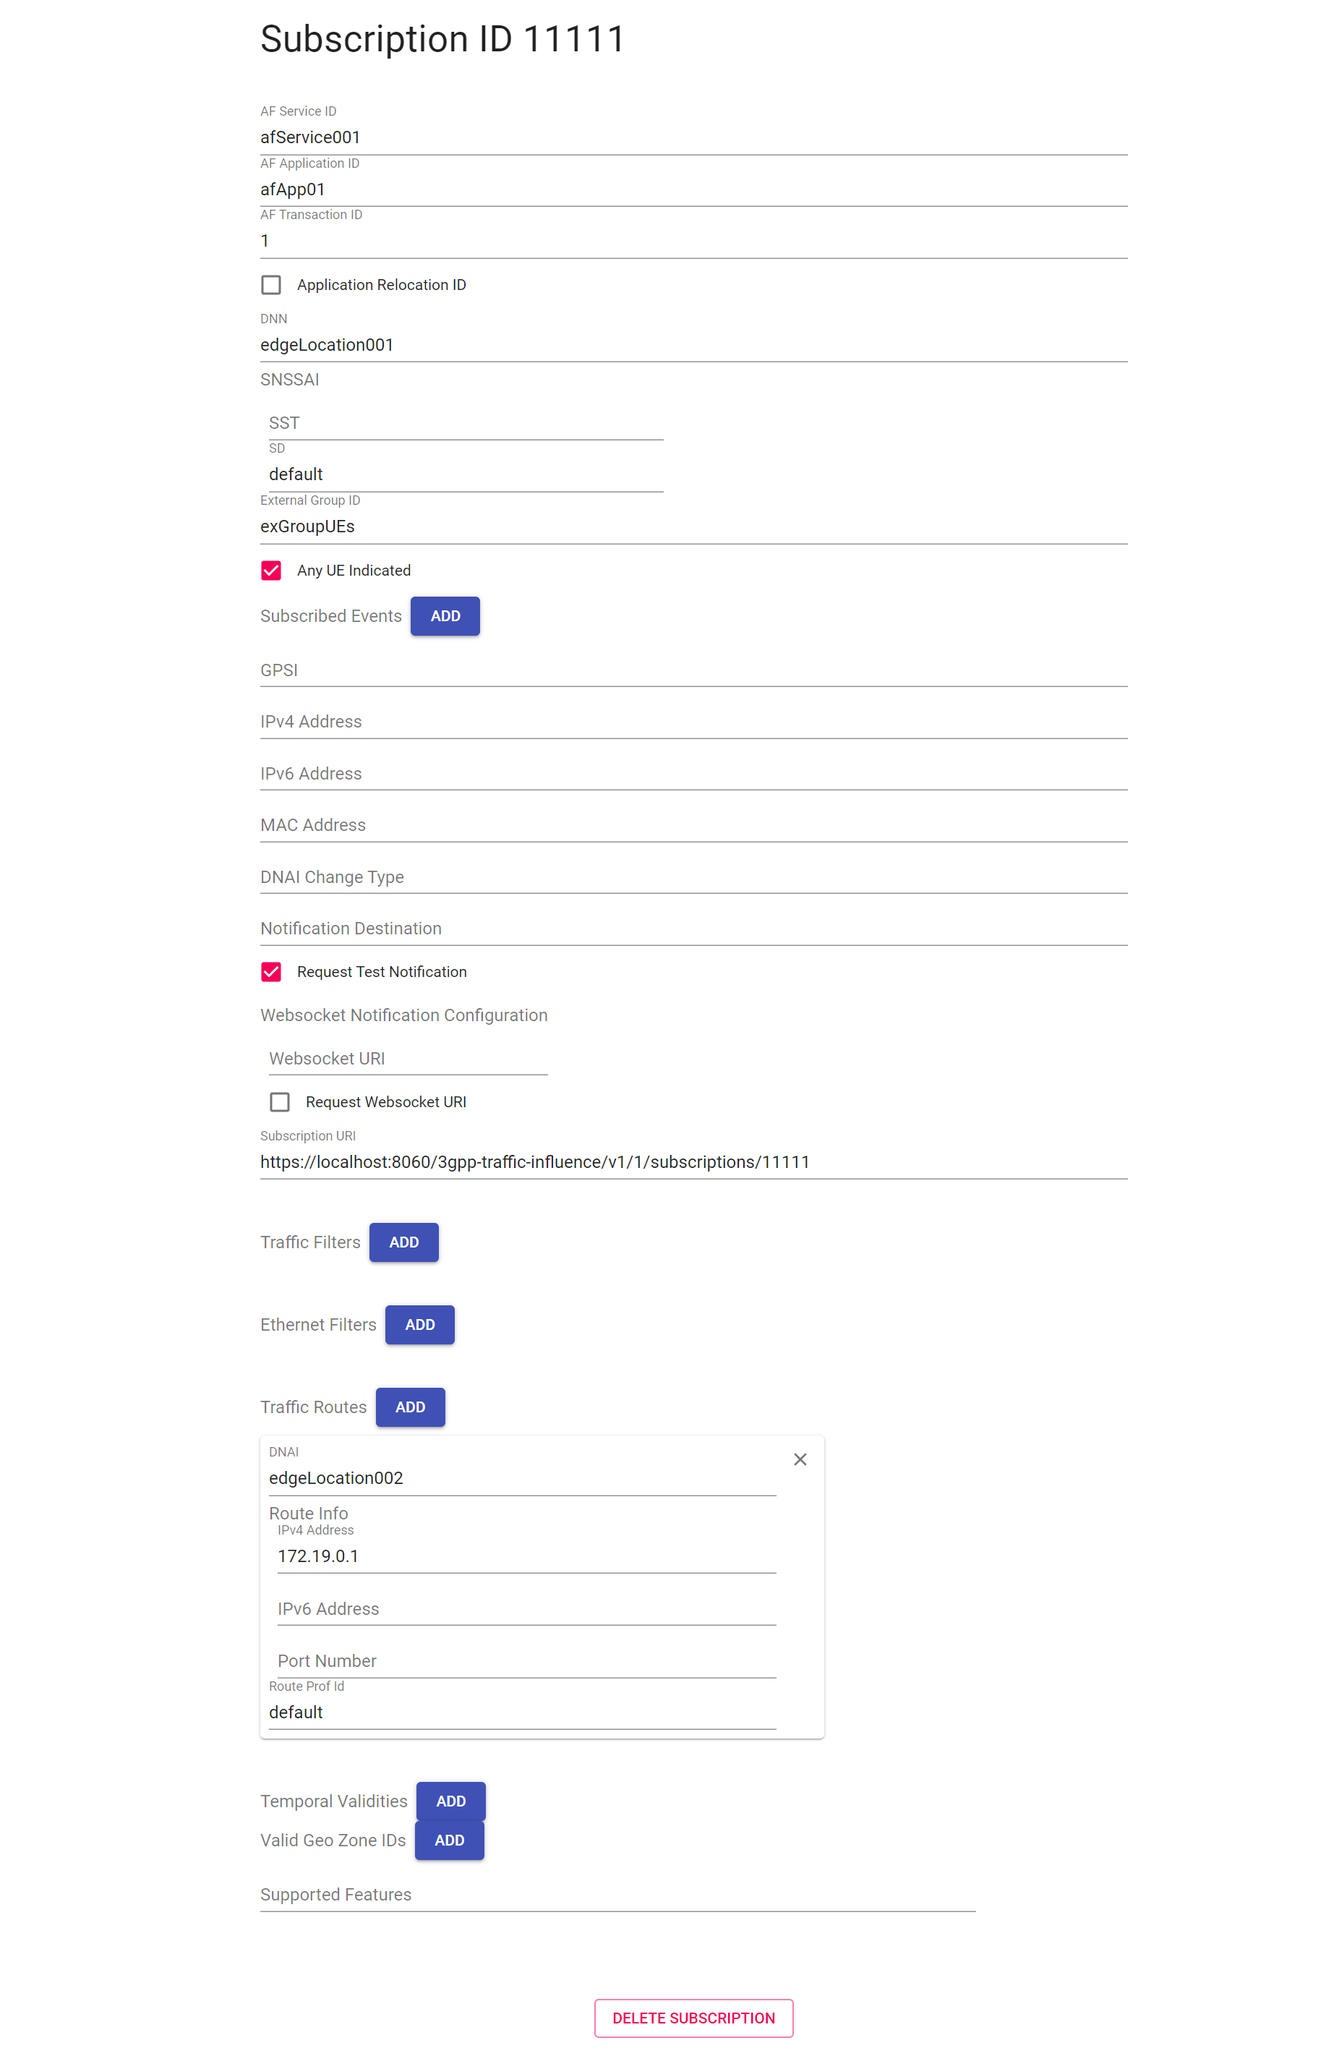 Subscription ID 11111
AF Service ID
afService001
AF Application ID
afApp01
AF Transaction ID
1
Application Relocation ID
DNN
edgeLocation001
SNSSAI
SST
SD
default
External Group ID
exGroupUEs
Any UE Indicated
Subscribed Events ADD
GPSI
IPv4 Address
IPv6 Address
MAC Address
DNAI Change Type
Notification Destination
Request Test Notification
Websocket Notification Configuration
Websocket URI
Request Websocket URI
Subscription URI
https://localhost:8060/3gpp-traffic-influence/v1/1/subscriptions/11111
Traffic Filters ADD
Ethernet Filters ADD
Traffic Routes ADD
DNAI
edgeLocation002
Route Info
IPv4 Address
172.19.0.1
IPv6 Address
Port Number
Route Prof Id
default
Temporal Validities ADD
Valid Geo Zone IDs ADD
Supported Features
DELETE SUBSCRIPTION